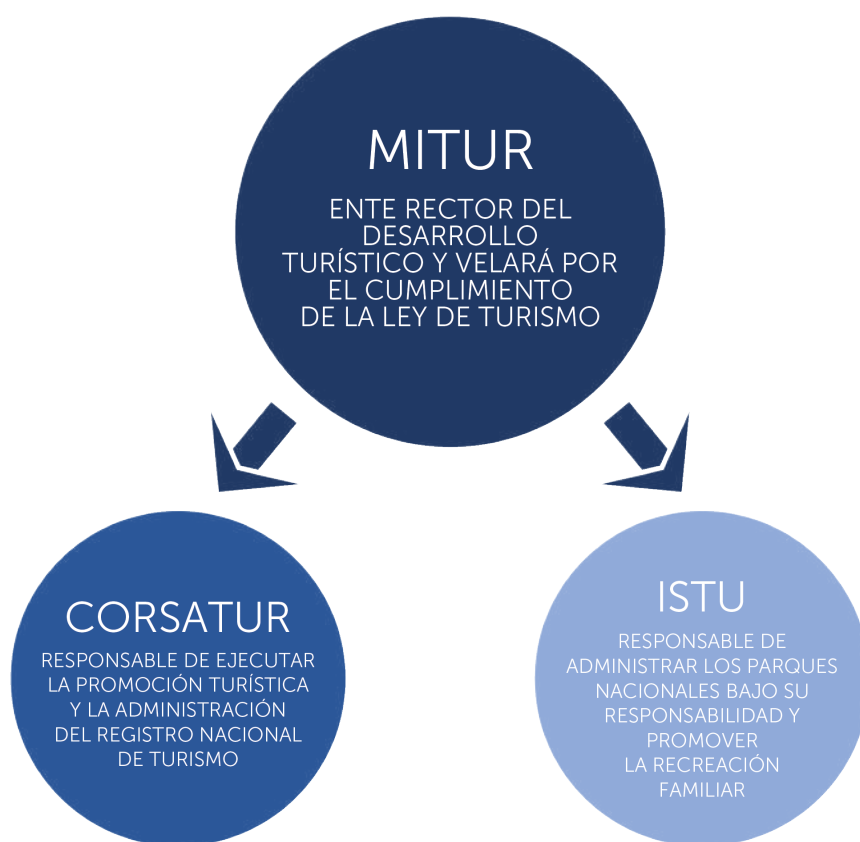 MITUR
ENTE RECTOR DEL
DESARROLLO
TURÍSTICO Y VELARÁ POR
EL CUMPLIMIENTO
DE LA LEY DE TURISMO
CORSATUR
RESPONSABLE DE EJECUTAR
LA PROMOCIÓN TURÍSTICA
Y LA ADMINISTRACIÓN
DEL REGISTRO NACIONAL
DE TURISMO
ISTU
RESPONSABLE DE
ADMINISTRAR LOS PARQUES
NACIONALES BAJO SU
RESPONSABILIDAD Y
PROMOVER
LA RECREACIÓN
FAMILIAR